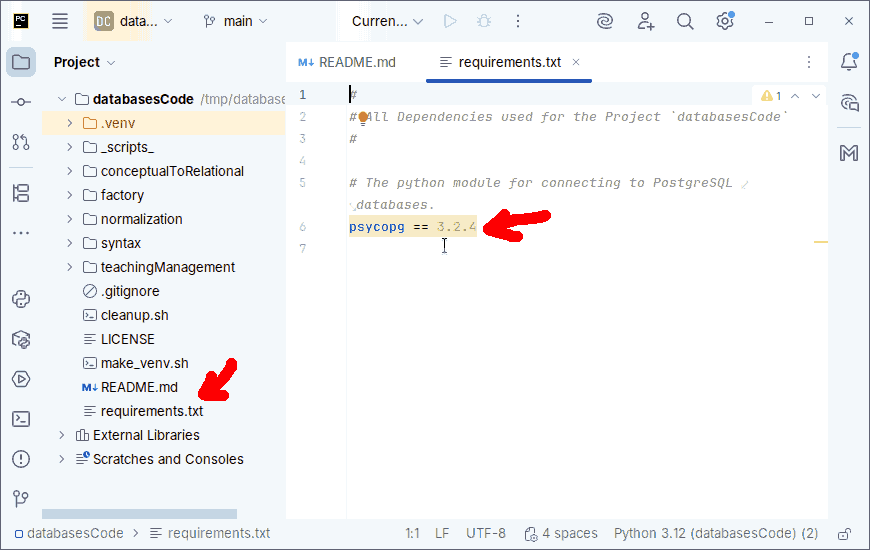 PC DC data... main Curren...
Project
README.md requirements.txt
databasesCode /tmp/database
.venv
_scripts_
conceptualToRelational
factory
normalization
syntax
teachingManagement
.gitignore
cleanup.sh
LICENSE
make_venv.sh
M↓ README.md
requirements.txt
External Libraries
Scratches and Consoles
1 #
2 # All Dependencies used for the Project `databasesCode`
3 #
4
5 # The python module for connecting to PostgreSQL
databases.
6 psycopg == 3.2.4
7
1
databasesCode > requirements.txt 1:1 LF UTF-8 4 spaces Python 3.12 (databasesCode) (2)